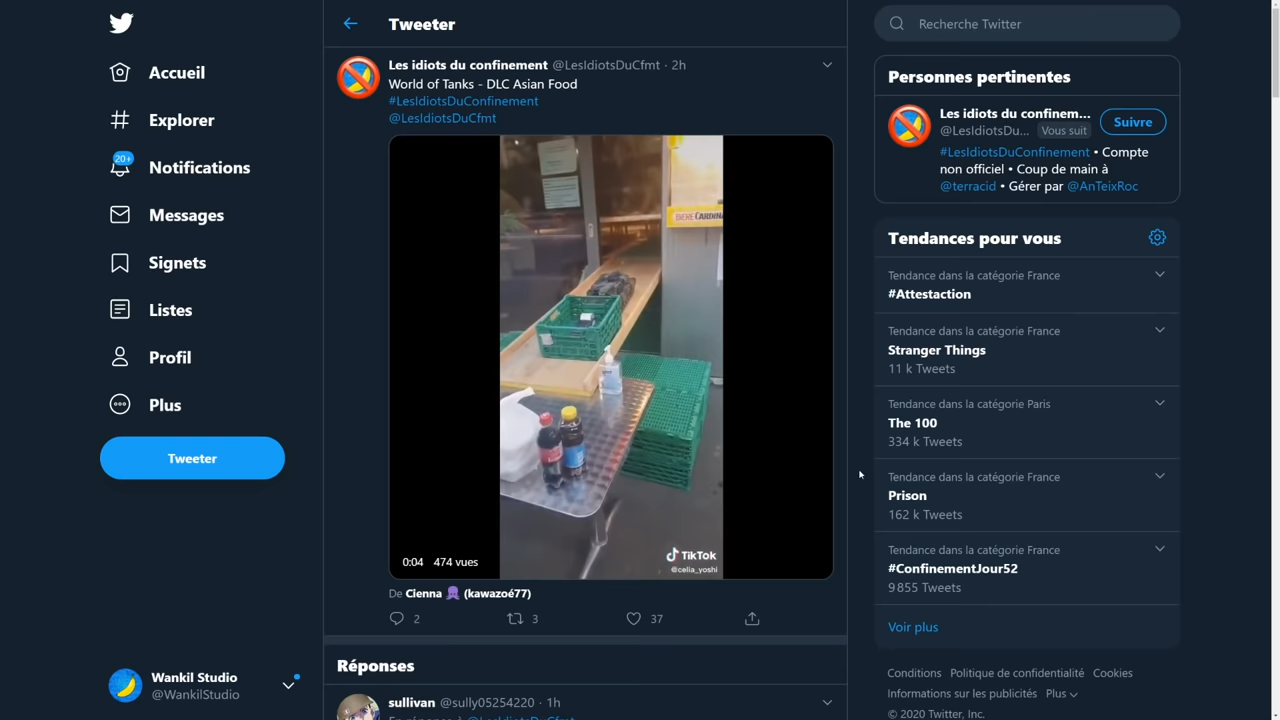 Accueil
Explorer
20+
Notifications
Messages
Signets
Listes
Profil
Plus
Tweeter
Wankil Studio
@WankilStudio
Tweeter
Les idiots du confinement @LesIdiotsDuCfmt · 2h
World of Tanks - DLC Asian Food
#LesIdiotsDuConfinement
@LesIdiotsDuCfmt
BIERE CARDINA
TikTok
@celia_yoshi
0:04 474 vues
De Cienna (kawazoé77)
2 3 37
Réponses
sullivan @sully05254220 · 1h
En réponse à @LesIdiotsDuCfmt
Recherche Twitter
Personnes pertinentes
Les idiots du confinem...
@LesIdiotsDu... Vous suit
Suivre
#LesIdiotsDuConfinement • Compte
non officiel • Coup de main à
@terracid • Gérer par @AnTeixRoc
Tendances pour vous
Tendance dans la catégorie France
#Attestaction
Tendance dans la catégorie France
Stranger Things
11 k Tweets
Tendance dans la catégorie Paris
The 100
334 k Tweets
Tendance dans la catégorie France
Prison
162 k Tweets
Tendance dans la catégorie France
#ConfinementJour52
9 855 Tweets
Voir plus
Conditions Politique de confidentialité Cookies
Informations sur les publicités Plus
© 2020 Twitter, Inc.